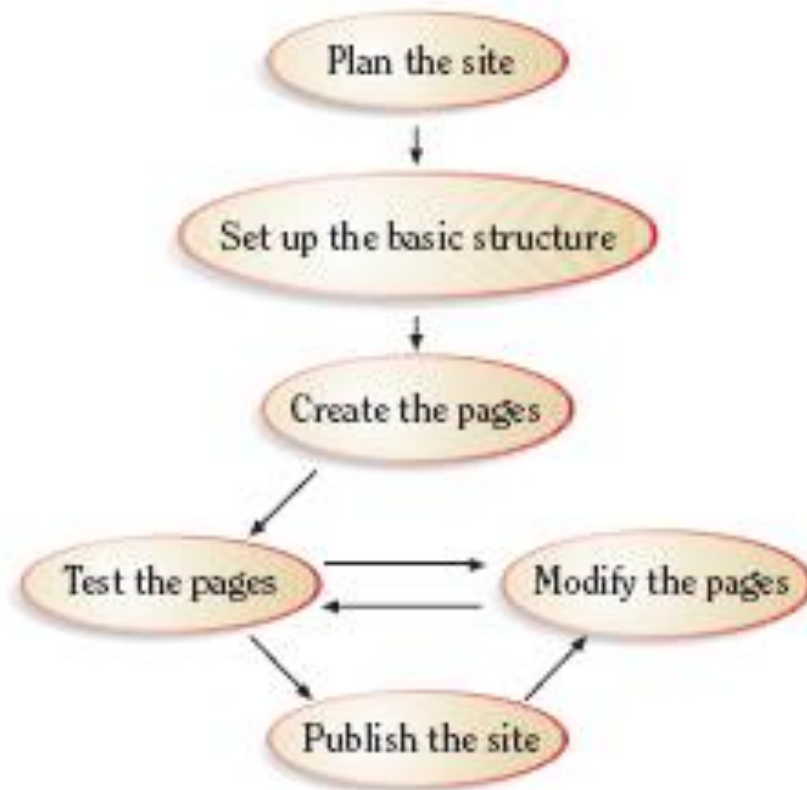 Plan the site
Set up the basic structure
Create the pages
Test the pages
Modify the pages
Publish the site